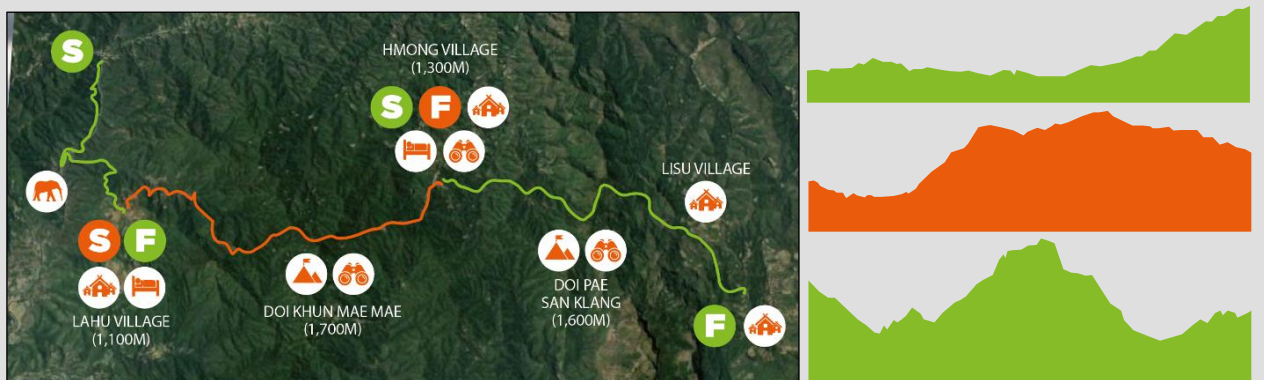 S
HMONG VILLAGE
(1,300M)
S F
LISU VILLAGE
S F
LAHU VILLAGE
(1,100M)
DOI KHUN MAE MAE
(1,700M)
DOI PAE
SAN KLANG
(1,600M)
F